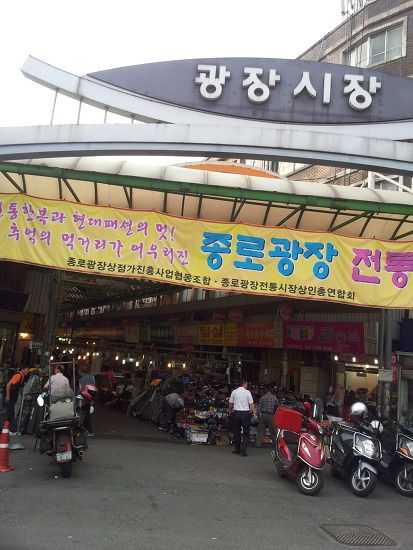 광장시장
전통한복과 현대패션의 멋!
추억의 먹거리가 어우러진
종로광장 전통
종로광장상점가진흥사업협동조합 · 종로광장전통시장상인총연합회